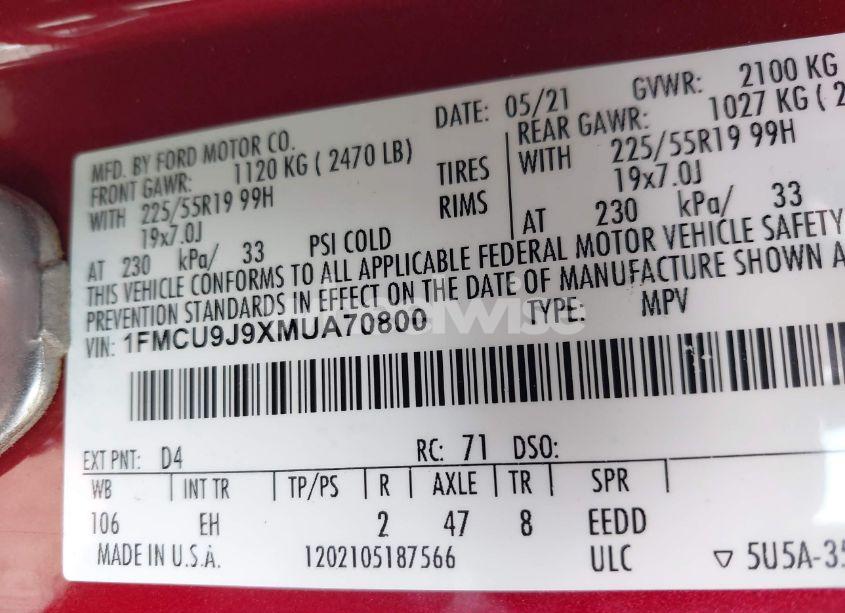 MFD. BY FORD MOTOR CO.
DATE: 05/21
GVWR: 2100 KG
FRONT GAWR: 1120 KG ( 2470 LB)
REAR GAWR: 1027 KG ( 2
WITH 225/55R19 99H
TIRES
WITH 225/55R19 99H
19x7.0J
RIMS
19x7.0J
AT 230 kPa/ 33 PSI COLD
AT 230 kPa/ 33
THIS VEHICLE CONFORMS TO ALL APPLICABLE FEDERAL MOTOR VEHICLE SAFETY
PREVENTION STANDARDS IN EFFECT ON THE DATE OF MANUFACTURE SHOWN A
VIN: 1FMCU9J9XMUA70800
TYPE: MPV
EXT PNT: D4 RC: 71 DSO:
WB INT TR TP/PS R AXLE TR SPR
106 EH 2 47 8 EEDD
MADE IN U.S.A. 1202105187566 ULC ▽ 5U5A-35